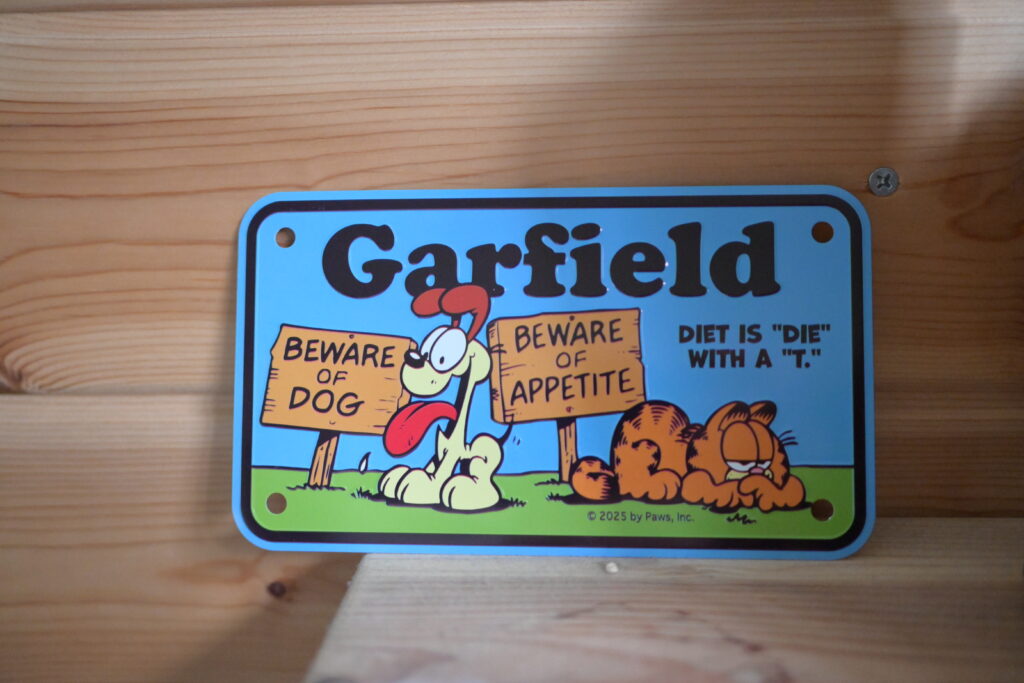 Garfield
BEWARE
OF
DOG
BEWARE
OF
APPETITE
DIET IS "DIE"
WITH A "T."
© 2025 by Paws, Inc.